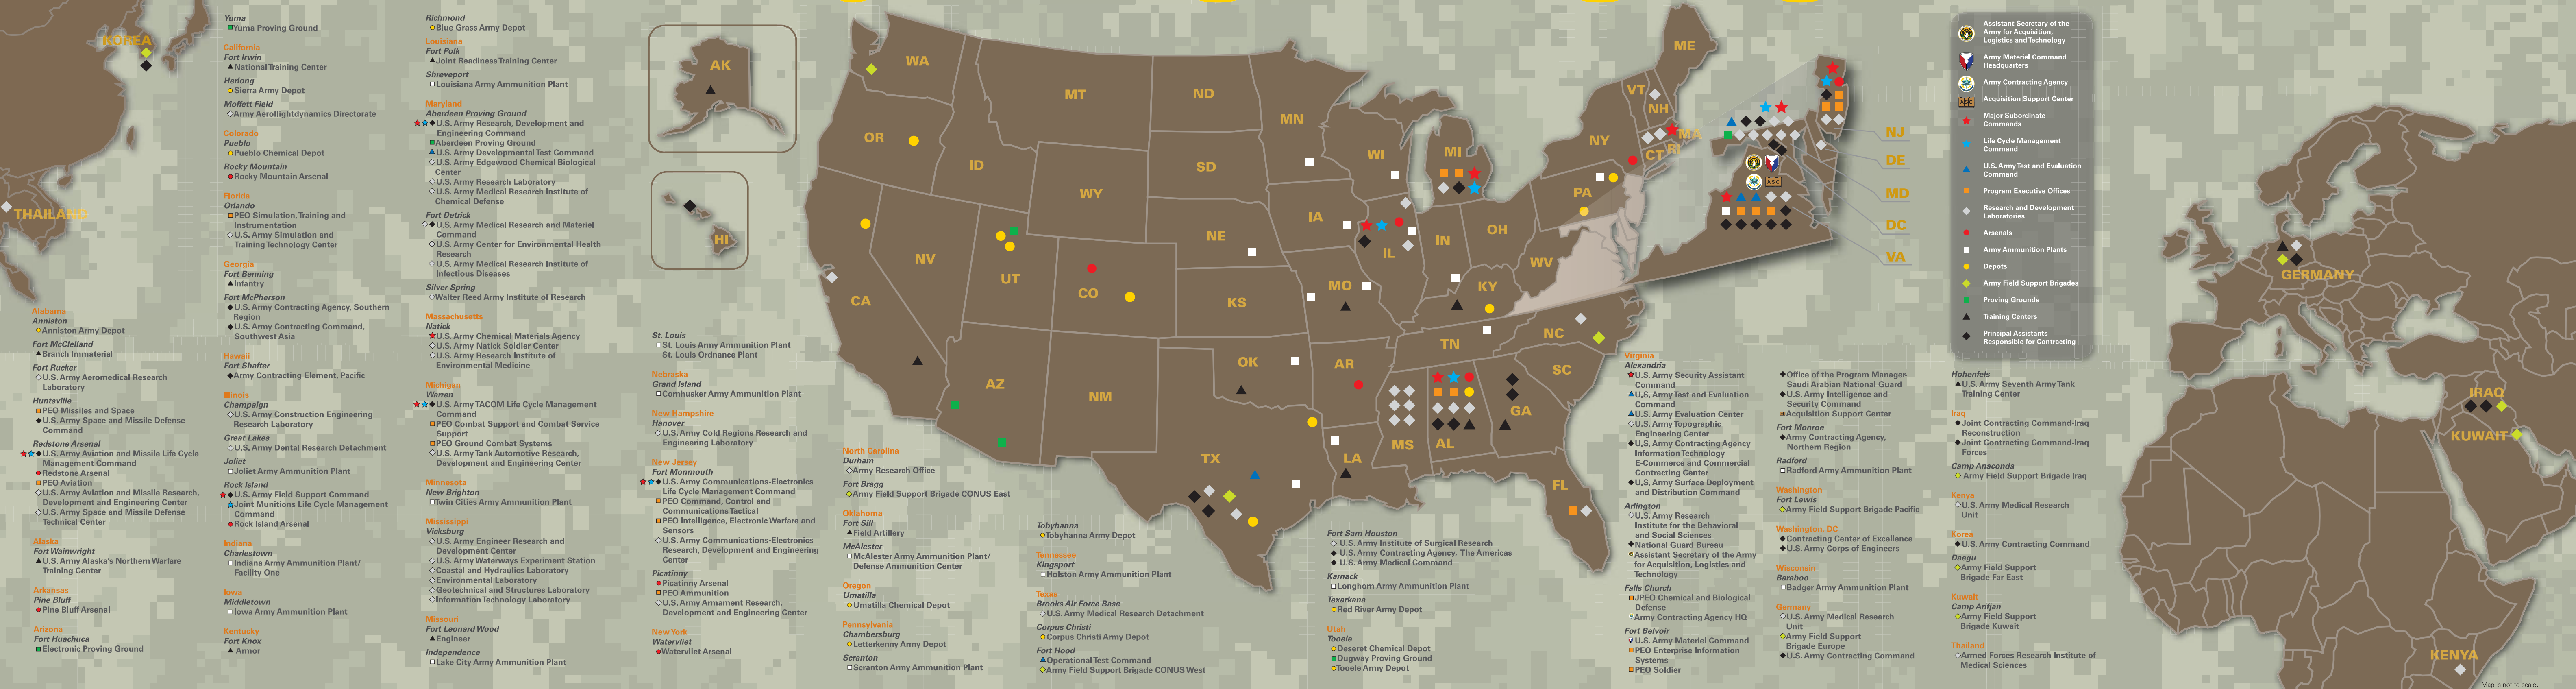 KOREA
THAILAND
Alabama
Anniston
Anniston Army Depot
Fort McClelland
Branch Immaterial
Fort Rucker
U.S. Army Aeromedical Research
Laboratory
Huntsville
PEO Missiles and Space
U.S. Army Space and Missile Defense
Command
Redstone Arsenal
U.S. Army Aviation and Missile Life Cycle
Management Command
Redstone Arsenal
PEO Aviation
U.S. Army Aviation and Missile Research,
Development and Engineering Center
U.S. Army Space and Missile Defense
Technical Center
Alaska
Fort Wainwright
U.S. Army Alaska's Northern Warfare
Training Center
Arkansas
Pine Bluff
Pine Bluff Arsenal
Arizona
Fort Huachuca
Electronic Proving Ground
Yuma
Yuma Proving Ground
California
Fort Irwin
National Training Center
Herlong
Sierra Army Depot
Moffett Field
Army Aeroflightdynamics Directorate
Colorado
Pueblo
Pueblo Chemical Depot
Rocky Mountain
Rocky Mountain Arsenal
Florida
Orlando
PEO Simulation, Training and
Instrumentation
U.S. Army Simulation and
Training Technology Center
Georgia
Fort Benning
Infantry
Fort McPherson
U.S. Army Contracting Agency, Southern
Region
U.S. Army Contracting Command,
Southwest Asia
Hawaii
Fort Shafter
Army Contracting Element, Pacific
Illinois
Champaign
U.S. Army Construction Engineering
Research Laboratory
Great Lakes
U.S. Army Dental Research Detachment
Joliet
Joliet Army Ammunition Plant
Rock Island
U.S. Army Field Support Command
Joint Munitions Life Cycle Management
Command
Rock Island Arsenal
Indiana
Charlestown
Indiana Army Ammunition Plant/
Facility One
Iowa
Middletown
Iowa Army Ammunition Plant
Kentucky
Fort Knox
Armor
Richmond
Blue Grass Army Depot
Louisiana
Fort Polk
Joint Readiness Training Center
Shreveport
Louisiana Army Ammunition Plant
Maryland
Aberdeen Proving Ground
U.S. Army Research, Development and
Engineering Command
Aberdeen Proving Ground
U.S. Army Developmental Test Command
U.S. Army Edgewood Chemical Biological
Center
U.S. Army Research Laboratory
U.S. Army Medical Research Institute of
Chemical Defense
Fort Detrick
U.S. Army Medical Research and Materiel
Command
U.S. Army Center for Environmental Health
Research
U.S. Army Medical Research Institute of
Infectious Diseases
Silver Spring
Walter Reed Army Institute of Research
Massachusetts
Natick
U.S. Army Chemical Materials Agency
U.S. Army Natick Soldier Center
U.S. Army Research Institute of
Environmental Medicine
Michigan
Warren
U.S. Army TACOM Life Cycle Management
Command
PEO Combat Support and Combat Service
Support
PEO Ground Combat Systems
U.S. Army Tank Automotive Research,
Development and Engineering Center
Minnesota
New Brighton
Twin Cities Army Ammunition Plant
Mississippi
Vicksburg
U.S. Army Engineer Research and
Development Center
U.S. Army Waterways Experiment Station
Coastal and Hydraulics Laboratory
Environmental Laboratory
Geotechnical and Structures Laboratory
Information Technology Laboratory
Missouri
Fort Leonard Wood
Engineer
Independence
Lake City Army Ammunition Plant
St. Louis
St. Louis Army Ammunition Plant
St. Louis Ordnance Plant
Nebraska
Grand Island
Cornhusker Army Ammunition Plant
New Hampshire
Hanover
U.S. Army Cold Regions Research and
Engineering Laboratory
New Jersey
Fort Monmouth
U.S. Army Communications-Electronics
Life Cycle Management Command
PEO Command, Control and
Communications Tactical
PEO Intelligence, Electronic Warfare and
Sensors
U.S. Army Communications-Electronics
Research, Development and Engineering
Center
Picatinny
Picatinny Arsenal
PEO Ammunition
U.S. Army Armament Research,
Development and Engineering Center
New York
Watervliet
Watervliet Arsenal
North Carolina
Durham
Army Research Office
Fort Bragg
Army Field Support Brigade CONUS East
Oklahoma
Fort Sill
Field Artillery
McAlester
McAlester Army Ammunition Plant/
Defense Ammunition Center
Oregon
Umatilla
Umatilla Chemical Depot
Pennsylvania
Chambersburg
Letterkenny Army Depot
Scranton
Scranton Army Ammunition Plant
Tobyhanna
Tobyhanna Army Depot
Tennessee
Kingsport
Holston Army Ammunition Plant
Texas
Brooks Air Force Base
U.S. Army Medical Research Detachment
Corpus Christi
Corpus Christi Army Depot
Fort Hood
Operational Test Command
Army Field Support Brigade CONUS West
Fort Sam Houston
U.S. Army Institute of Surgical Research
U.S. Army Contracting Agency, The Americas
U.S. Army Medical Command
Karnack
Longhorn Army Ammunition Plant
Texarkana
Red River Army Depot
Utah
Tooele
Deseret Chemical Depot
Dugway Proving Ground
Tooele Army Depot
Virginia
Alexandria
U.S. Army Security Assistant
Command
U.S. Army Test and Evaluation
Command
U.S. Army Evaluation Center
U.S. Army Topographic
Engineering Center
U.S. Army Contracting Agency
Information Technology
E-Commerce and Commercial
Contracting Center
U.S. Army Surface Deployment
and Distribution Command
Arlington
U.S. Army Research
Institute for the Behavioral
and Social Sciences
National Guard Bureau
Assistant Secretary of the Army
for Acquisition, Logistics and
Technology
Falls Church
JPEO Chemical and Biological
Defense
Army Contracting Agency HQ
Fort Belvoir
U.S. Army Materiel Command
PEO Enterprise Information
Systems
PEO Soldier
Office of the Program Manager-
Saudi Arabian National Guard
U.S. Army Intelligence and
Security Command
Acquisition Support Center
Fort Monroe
Army Contracting Agency,
Northern Region
Radford
Radford Army Ammunition Plant
Washington
Fort Lewis
Army Field Support Brigade Pacific
Washington, DC
Contracting Center of Excellence
U.S. Army Corps of Engineers
Wisconsin
Baraboo
Badger Army Ammunition Plant
Germany
U.S. Army Medical Research
Unit
Army Field Support
Brigade Europe
U.S. Army Contracting Command
Hohenfels
U.S. Army Seventh Army Tank
Training Center
Iraq
Joint Contracting Command-Iraq
Reconstruction
Joint Contracting Command-Iraq
Forces
Camp Anaconda
Army Field Support Brigade Iraq
Kenya
U.S. Army Medical Research
Unit
Korea
U.S. Army Contracting Command
Daegu
Army Field Support
Brigade Far East
Kuwait
Camp Arifjan
Army Field Support
Brigade Kuwait
Thailand
Armed Forces Research Institute of
Medical Sciences
AK
HI
WA
OR
CA
NV
ID
MT
WY
UT
AZ
CO
NM
ND
SD
NE
KS
OK
TX
MN
IA
MO
AR
LA
WI
IL
MI
IN
OH
KY
TN
MS
AL
GA
FL
SC
NC
WV
PA
NY
VT
NH
ME
MA
CT
RI
NJ
DE
MD
DC
VA
ASC
Assistant Secretary of the
Army for Acquisition,
Logistics and Technology
Army Materiel Command
Headquarters
Army Contracting Agency
ASC
Acquisition Support Center
Major Subordinate
Commands
Life Cycle Management
Command
U.S. Army Test and Evaluation
Command
Program Executive Offices
Research and Development
Laboratories
Arsenals
Army Ammunition Plants
Depots
Army Field Support Brigades
Proving Grounds
Training Centers
Principal Assistants
Responsible for Contracting
GERMANY
IRAQ
KUWAIT
KENYA
Map is not to scale.